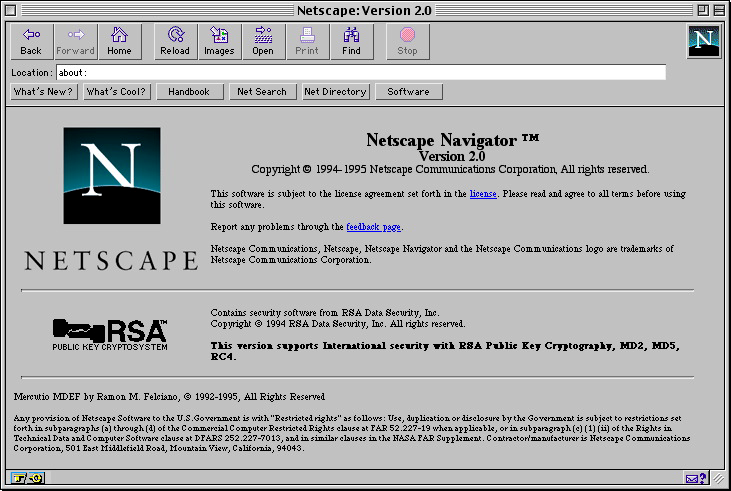 Netscape: Version 2.0
Back Forward Home Reload Images Open Print Find Stop
N
Location: about:
What's New? What's Cool? Handbook Net Search Net Directory Software
N
NETSCAPE
Netscape Navigator ™
Version 2.0
Copyright © 1994-1995 Netscape Communications Corporation, All rights reserved.
This software is subject to the license agreement set forth in the license. Please read and agree to all terms before using
this software.
Report any problems through the feedback page.
Netscape Communications, Netscape, Netscape Navigator and the Netscape Communications logo are trademarks of
Netscape Communications Corporation.
RSA™
PUBLIC KEY CRYPTOSYSTEM
Contains security software from RSA Data Security, Inc.
Copyright © 1994 RSA Data Security, Inc. All rights reserved.
This version supports International security with RSA Public Key Cryptography, MD2, MD5,
RC4.
Mercutio MDEF by Ramon M. Felciano, © 1992-1995, All Rights Reserved
Any provision of Netscape Software to the U.S.Government is with "Restricted rights" as follows: Use, duplication or disclosure by the Government is subject to restrictions set
forth in subparagraphs (a) through (d) of the Commercial Computer Restricted Rights clause at FAR 52.227-19 when applicable, or in subparagraph (c) (1) (ii) of the Rights in
Technical Data and Computer Software clause at DFARS 252.227-7013, and in similar clauses in the NASA FAR Supplement. Contractor/manufacturer is Netscape Communications
Corporation, 501 East Middlefield Road, Mountain View, California, 94043.
?